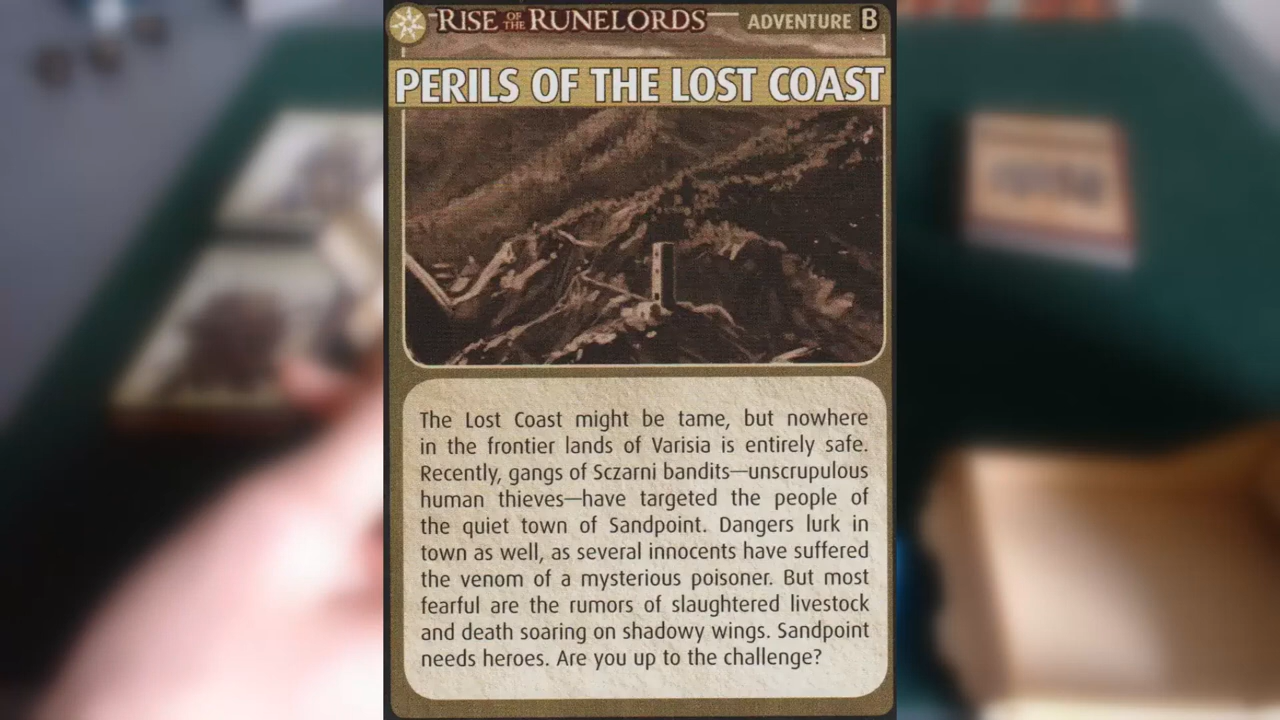 RISE OF THE RUNELORDS ADVENTURE B
PERILS OF THE LOST COAST
The Lost Coast might be tame, but nowhere
in the frontier lands of Varisia is entirely safe.
Recently, gangs of Sczarni bandits—unscrupulous
human thieves—have targeted the people of
the quiet town of Sandpoint. Dangers lurk in
town as well, as several innocents have suffered
the venom of a mysterious poisoner. But most
fearful are the rumors of slaughtered livestock
and death soaring on shadowy wings. Sandpoint
needs heroes. Are you up to the challenge?